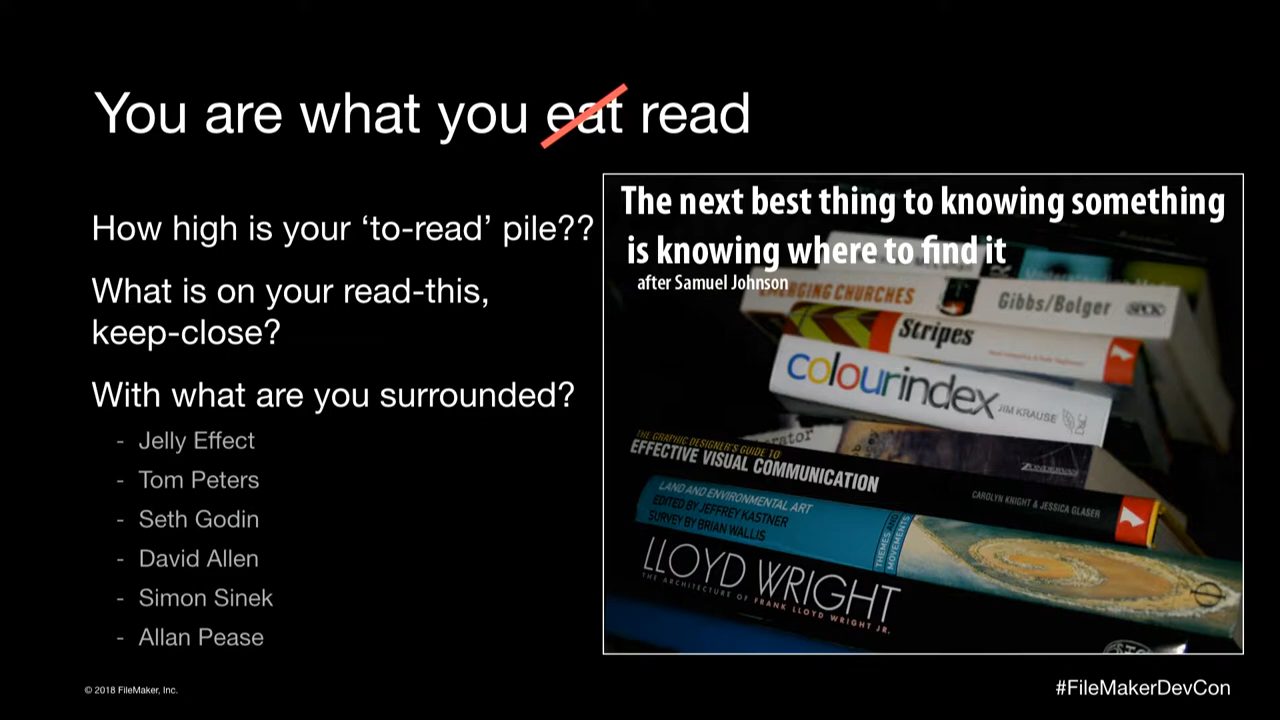 You are what you eat read
How high is your ‘to-read’ pile??
What is on your read-this,
keep-close?
With what are you surrounded?
- Jelly Effect
- Tom Peters
- Seth Godin
- David Allen
- Simon Sinek
- Allan Pease
The next best thing to knowing something
is knowing where to find it
after Samuel Johnson
EMERGING CHURCHES
Gibbs/Bolger
SPCK
Stripes
colourindex
JIM KRAUSE
ZONDERVAN
THE GRAPHIC DESIGNER'S GUIDE TO
EFFECTIVE VISUAL COMMUNICATION
CAROLYN KNIGHT & JESSICA GLASER
LAND AND ENVIRONMENTAL ART
EDITED BY JEFFREY KASTNER
SURVEY BY BRIAN WALLIS
THEMES AND
MOVEMENTS
LLOYD WRIGHT
THE ARCHITECTURE OF FRANK LLOYD WRIGHT JR.
© 2018 FileMaker, Inc.
#FileMakerDevCon